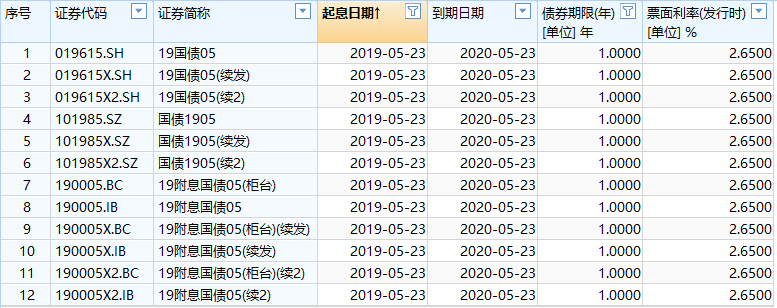 序号 证券代码 证券简称 起息日期↑ 到期日期 债券期限(年) [单位] 年 票面利率(发行时) [单位] %
1 019615.SH 19国债05 2019-05-23 2020-05-23 1.0000 2.6500
2 019615X.SH 19国债05(续发) 2019-05-23 2020-05-23 1.0000 2.6500
3 019615X2.SH 19国债05(续2) 2019-05-23 2020-05-23 1.0000 2.6500
4 101985.SZ 国债1905 2019-05-23 2020-05-23 1.0000 2.6500
5 101985X.SZ 国债1905(续发) 2019-05-23 2020-05-23 1.0000 2.6500
6 101985X2.SZ 国债1905(续2) 2019-05-23 2020-05-23 1.0000 2.6500
7 190005.BC 19附息国债05(柜台) 2019-05-23 2020-05-23 1.0000 2.6500
8 190005.IB 19附息国债05 2019-05-23 2020-05-23 1.0000 2.6500
9 190005X.BC 19附息国债05(柜台)(续发) 2019-05-23 2020-05-23 1.0000 2.6500
10 190005X.IB 19附息国债05(续发) 2019-05-23 2020-05-23 1.0000 2.6500
11 190005X2.BC 19附息国债05(柜台)(续2) 2019-05-23 2020-05-23 1.0000 2.6500
12 190005X2.IB 19附息国债05(续2) 2019-05-23 2020-05-23 1.0000 2.6500